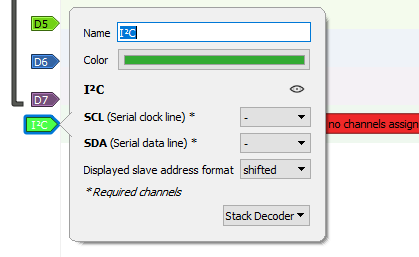 D5
D6
D7
I²C
Name I²C
Color
I²C
SCL (Serial clock line) * -
SDA (Serial data line) * -
Displayed slave address format shifted
* Required channels
Stack Decoder
no channels assign